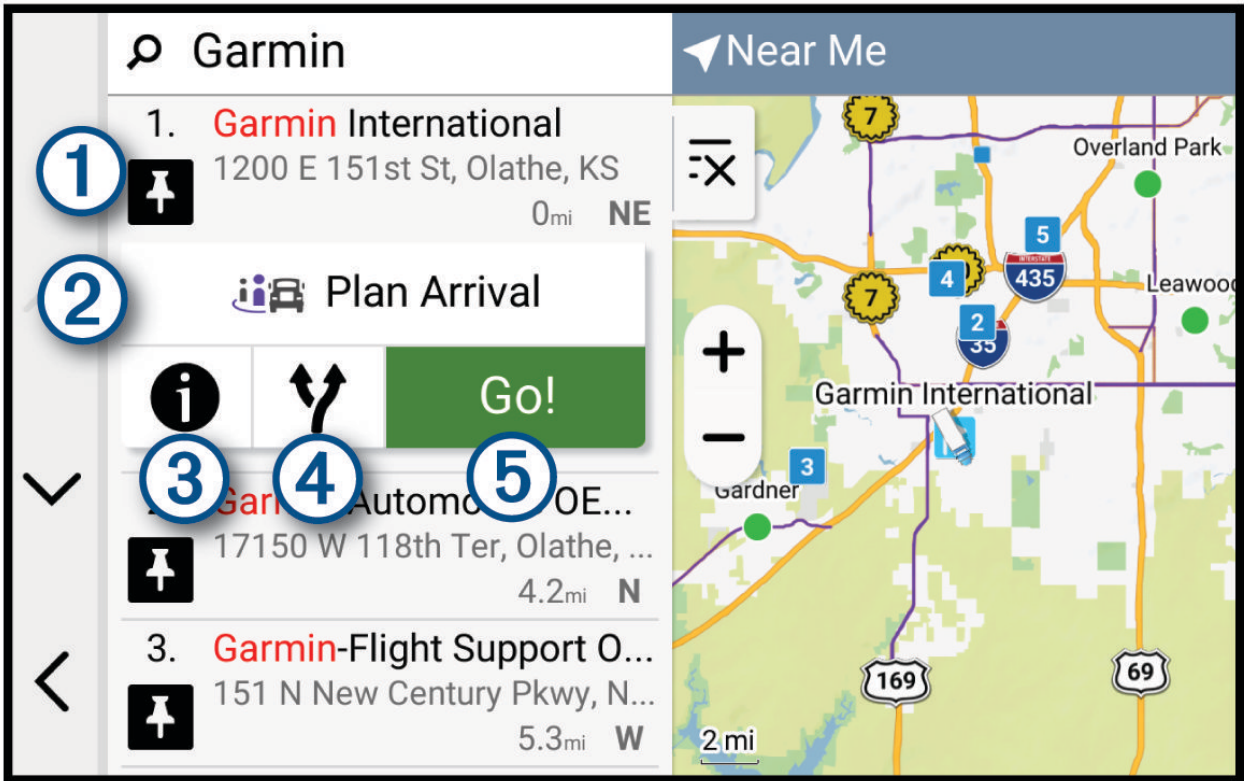 Garmin
Near Me
1. Garmin International
1200 E 151st St, Olathe, KS
0mi NE
1
2
Plan Arrival
i
Go!
3
4
5
Automo OE...
17150 W 118th Ter, Olathe, ...
4.2mi N
3. Garmin-Flight Support O...
151 N New Century Pkwy, N...
5.3mi W
7
Overland Park
5
4
INTERSTATE
435
7
Leawood
2
35
Garmin International
3
Gardner
169
69
2 mi